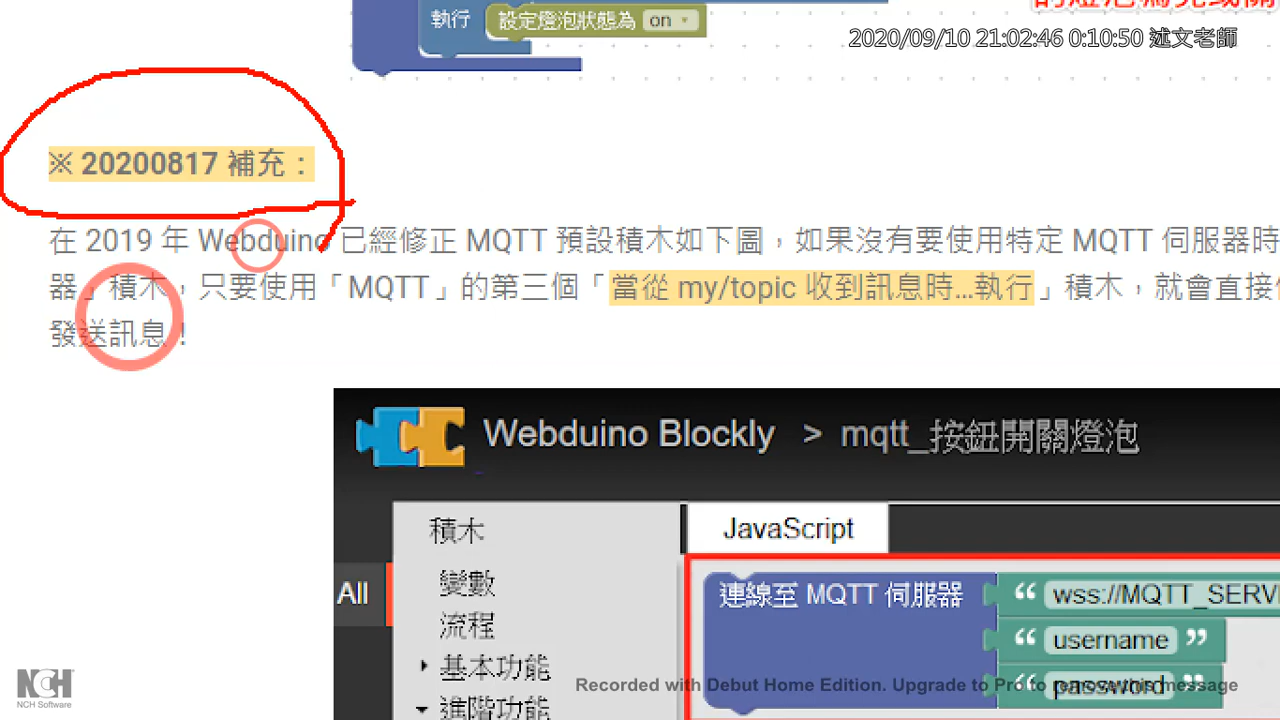 執行 設定燈泡狀態為 on
2020/09/10 21:02:46 0:10:50 述文老師
※ 20200817 補充：
在 2019 年 Webduino 已經修正 MQTT 預設積木如下圖，如果沒有要使用特定 MQTT 伺服器時
器」積木，只要使用「MQTT」的第三個「當從 my/topic 收到訊息時...執行」積木，就會直接
發送訊息！
Webduino Blockly > mqtt_按鈕開關燈泡
積木
JavaScript
變數
All
連線至 MQTT 伺服器 “ wss://MQTT_SERV
流程
“ username ”
基本功能
“ password ”
進階功能
NCH
NCH Software
Recorded with Debut Home Edition. Upgrade to Pro to remove this message